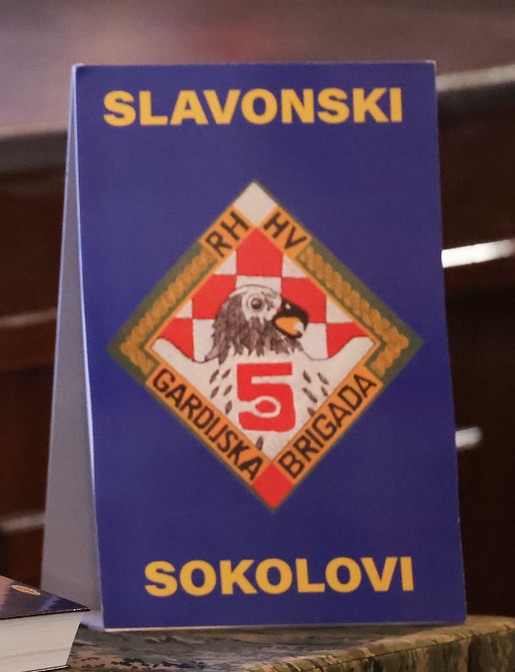 SLAVONSKI
RH HV
5
GARDIJSKA BRIGADA
SOKOLOVI